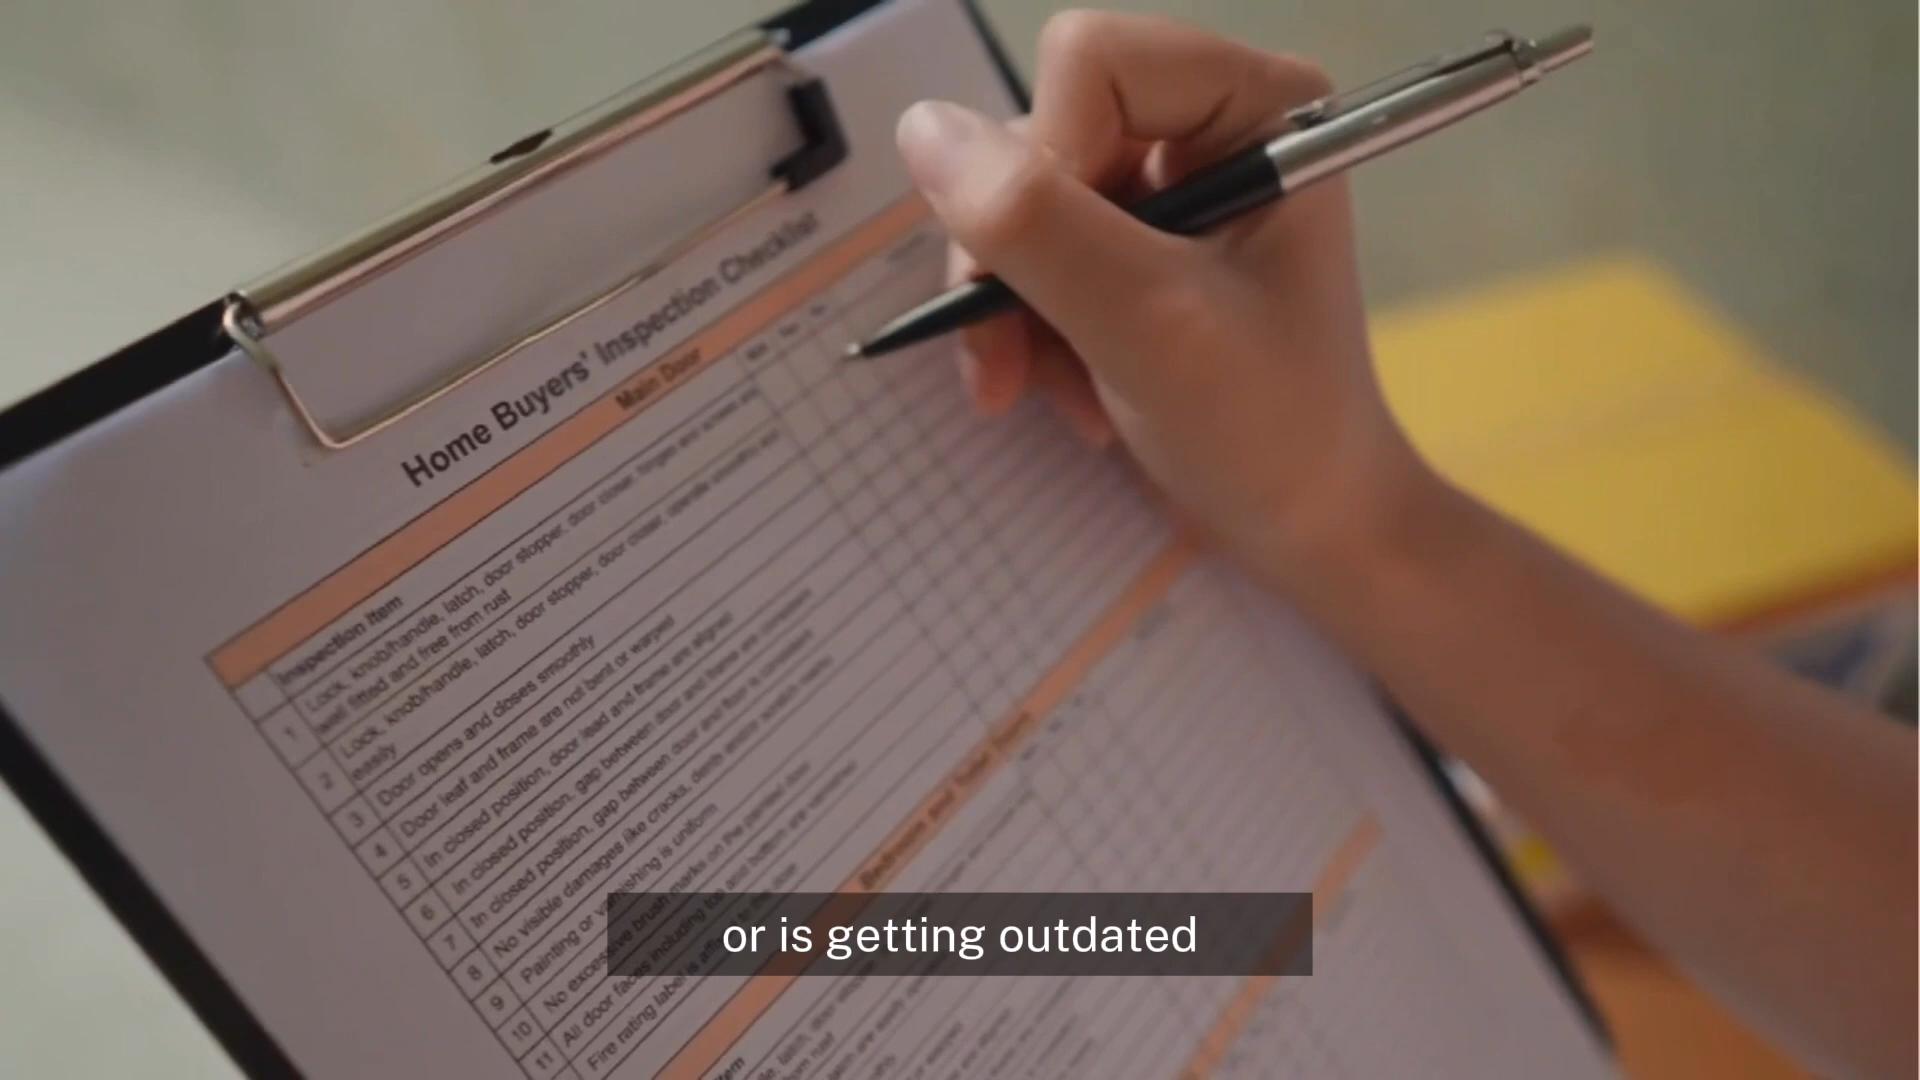 Home Buyers' Inspection Checklist
Main Door
Inspection Item
1 Lock, knob/handle, latch, door stopper, door closer, hinges and screws are
well fitted and free from rust
2 Lock, knob/handle, latch, door stopper, door closer, operate smoothly and
easily
3 Door opens and closes smoothly
4 Door leaf and frame are not bent or warped
5 In closed position, door lead and frame are aligned
6 In closed position, gap between door and frame are consistent
7 In closed position, gap between door and floor is consistent
8 No visible damages like cracks, dents and/or scratch marks
9 Painting or varnishing is uniform
10 No excessive brush marks on the painted door
11 All door faces including top and bottom are varnished
Fire rating label is
Bedroom and Toilet Doors
or is getting outdated